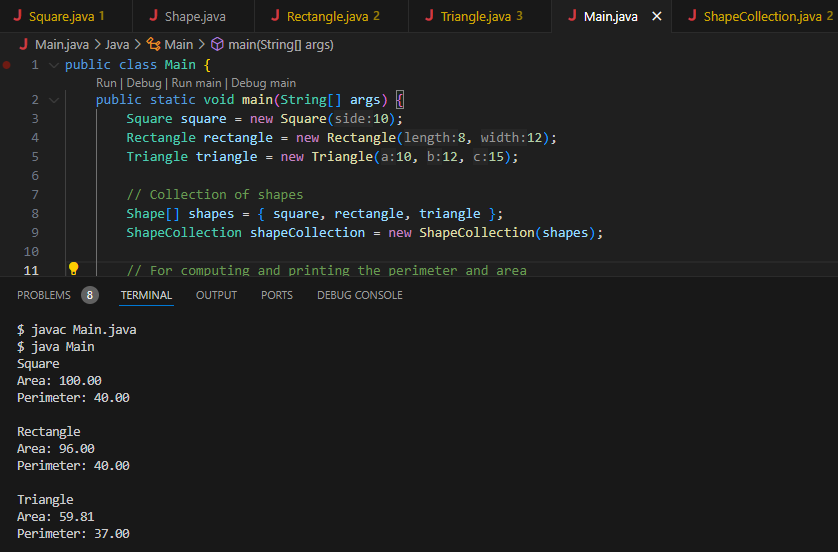 Square.java 1 Shape.java Rectangle.java 2 Triangle.java 3 Main.java ShapeCollection.java 2
Main.java > Java > Main > main(String[] args)
1 public class Main {
Run | Debug | Run main | Debug main
2 public static void main(String[] args) {
3 Square square = new Square(side:10);
4 Rectangle rectangle = new Rectangle(length:8, width:12);
5 Triangle triangle = new Triangle(a:10, b:12, c:15);
6
7 // Collection of shapes
8 Shape[] shapes = { square, rectangle, triangle };
9 ShapeCollection shapeCollection = new ShapeCollection(shapes);
10
11 // For computing and printing the perimeter and area
PROBLEMS 8 TERMINAL OUTPUT PORTS DEBUG CONSOLE
$ javac Main.java
$ java Main
Square
Area: 100.00
Perimeter: 40.00
Rectangle
Area: 96.00
Perimeter: 40.00
Triangle
Area: 59.81
Perimeter: 37.00